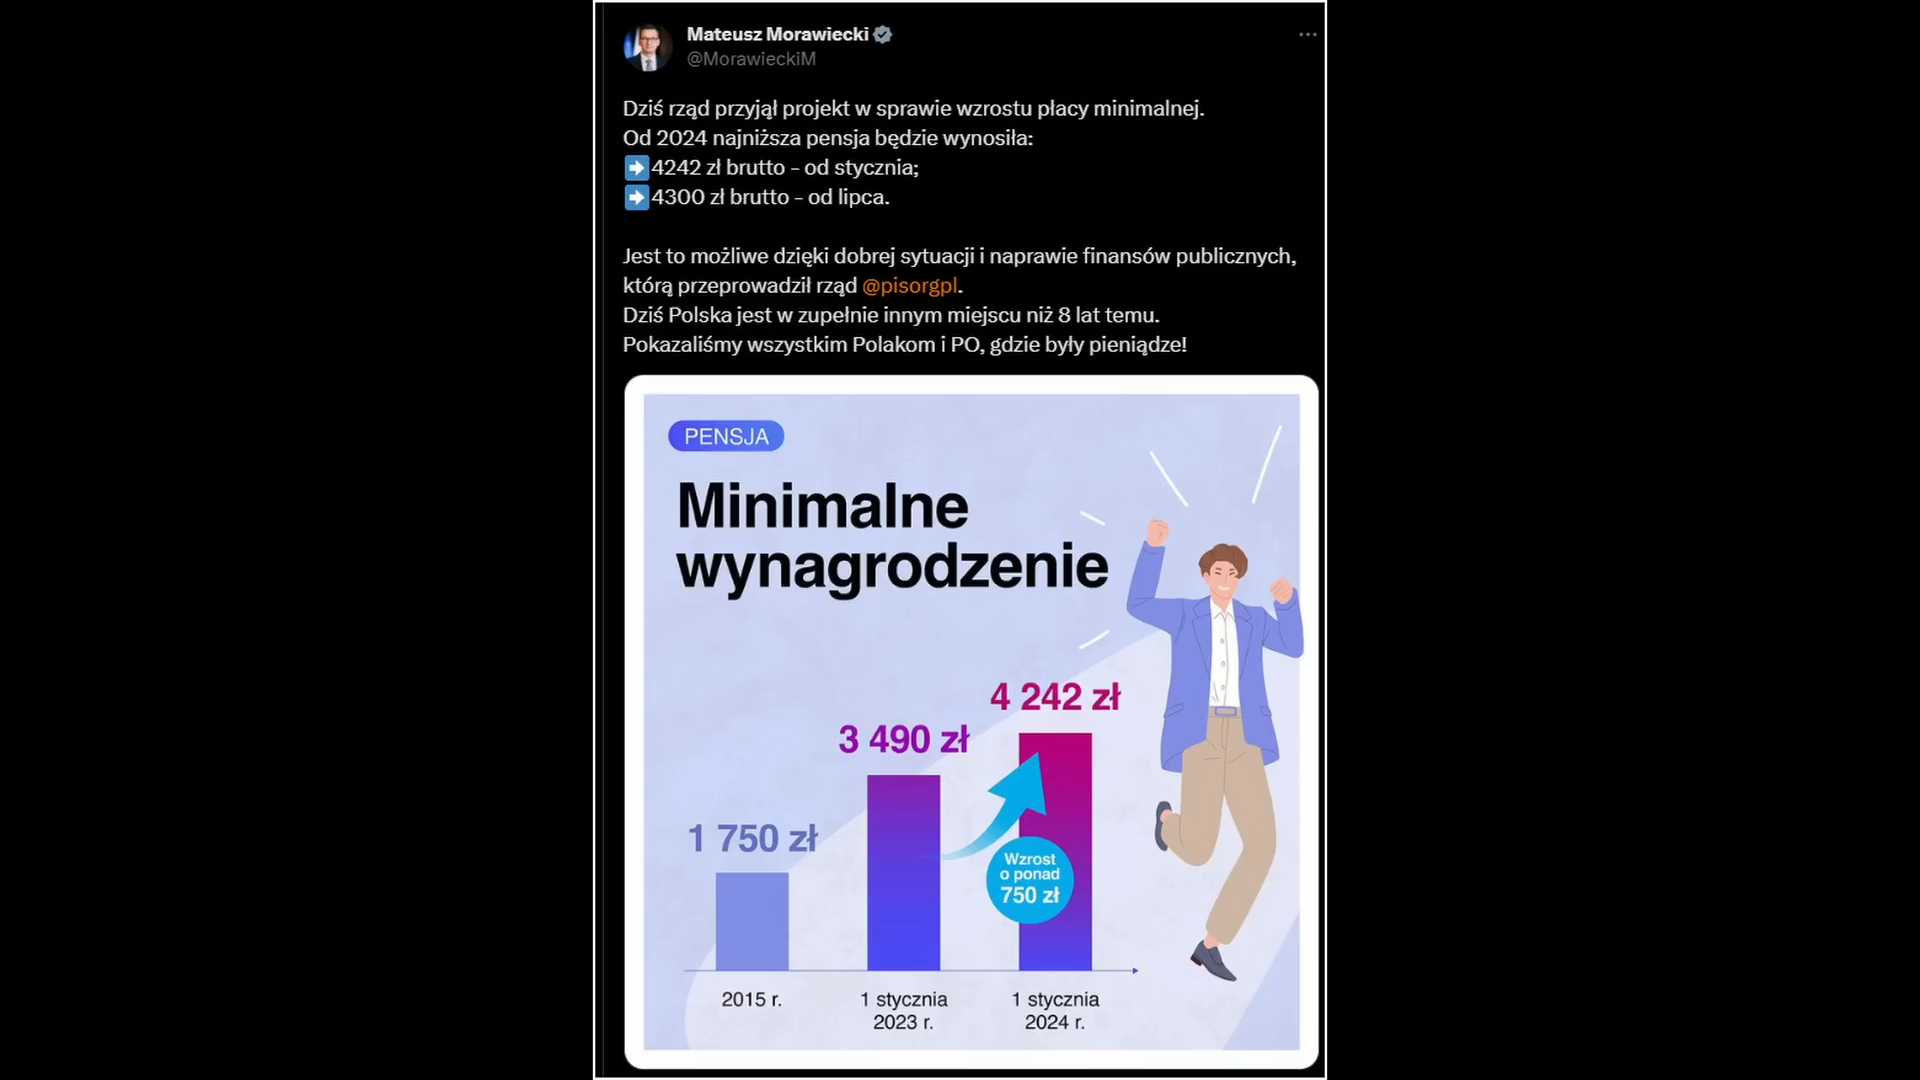 Mateusz Morawiecki
@MorawieckiM
Dziś rząd przyjął projekt w sprawie wzrostu płacy minimalnej.
Od 2024 najniższa pensja będzie wynosiła:
➡️4242 zł brutto - od stycznia;
➡️4300 zł brutto - od lipca.
Jest to możliwe dzięki dobrej sytuacji i naprawie finansów publicznych,
którą przeprowadził rząd @pisorgpl.
Dziś Polska jest w zupełnie innym miejscu niż 8 lat temu.
Pokazaliśmy wszystkim Polakom i PO, gdzie były pieniądze!
PENSJA
Minimalne
wynagrodzenie
1 750 zł
3 490 zł
4 242 zł
Wzrost
o ponad
750 zł
2015 r.
1 stycznia
2023 r.
1 stycznia
2024 r.